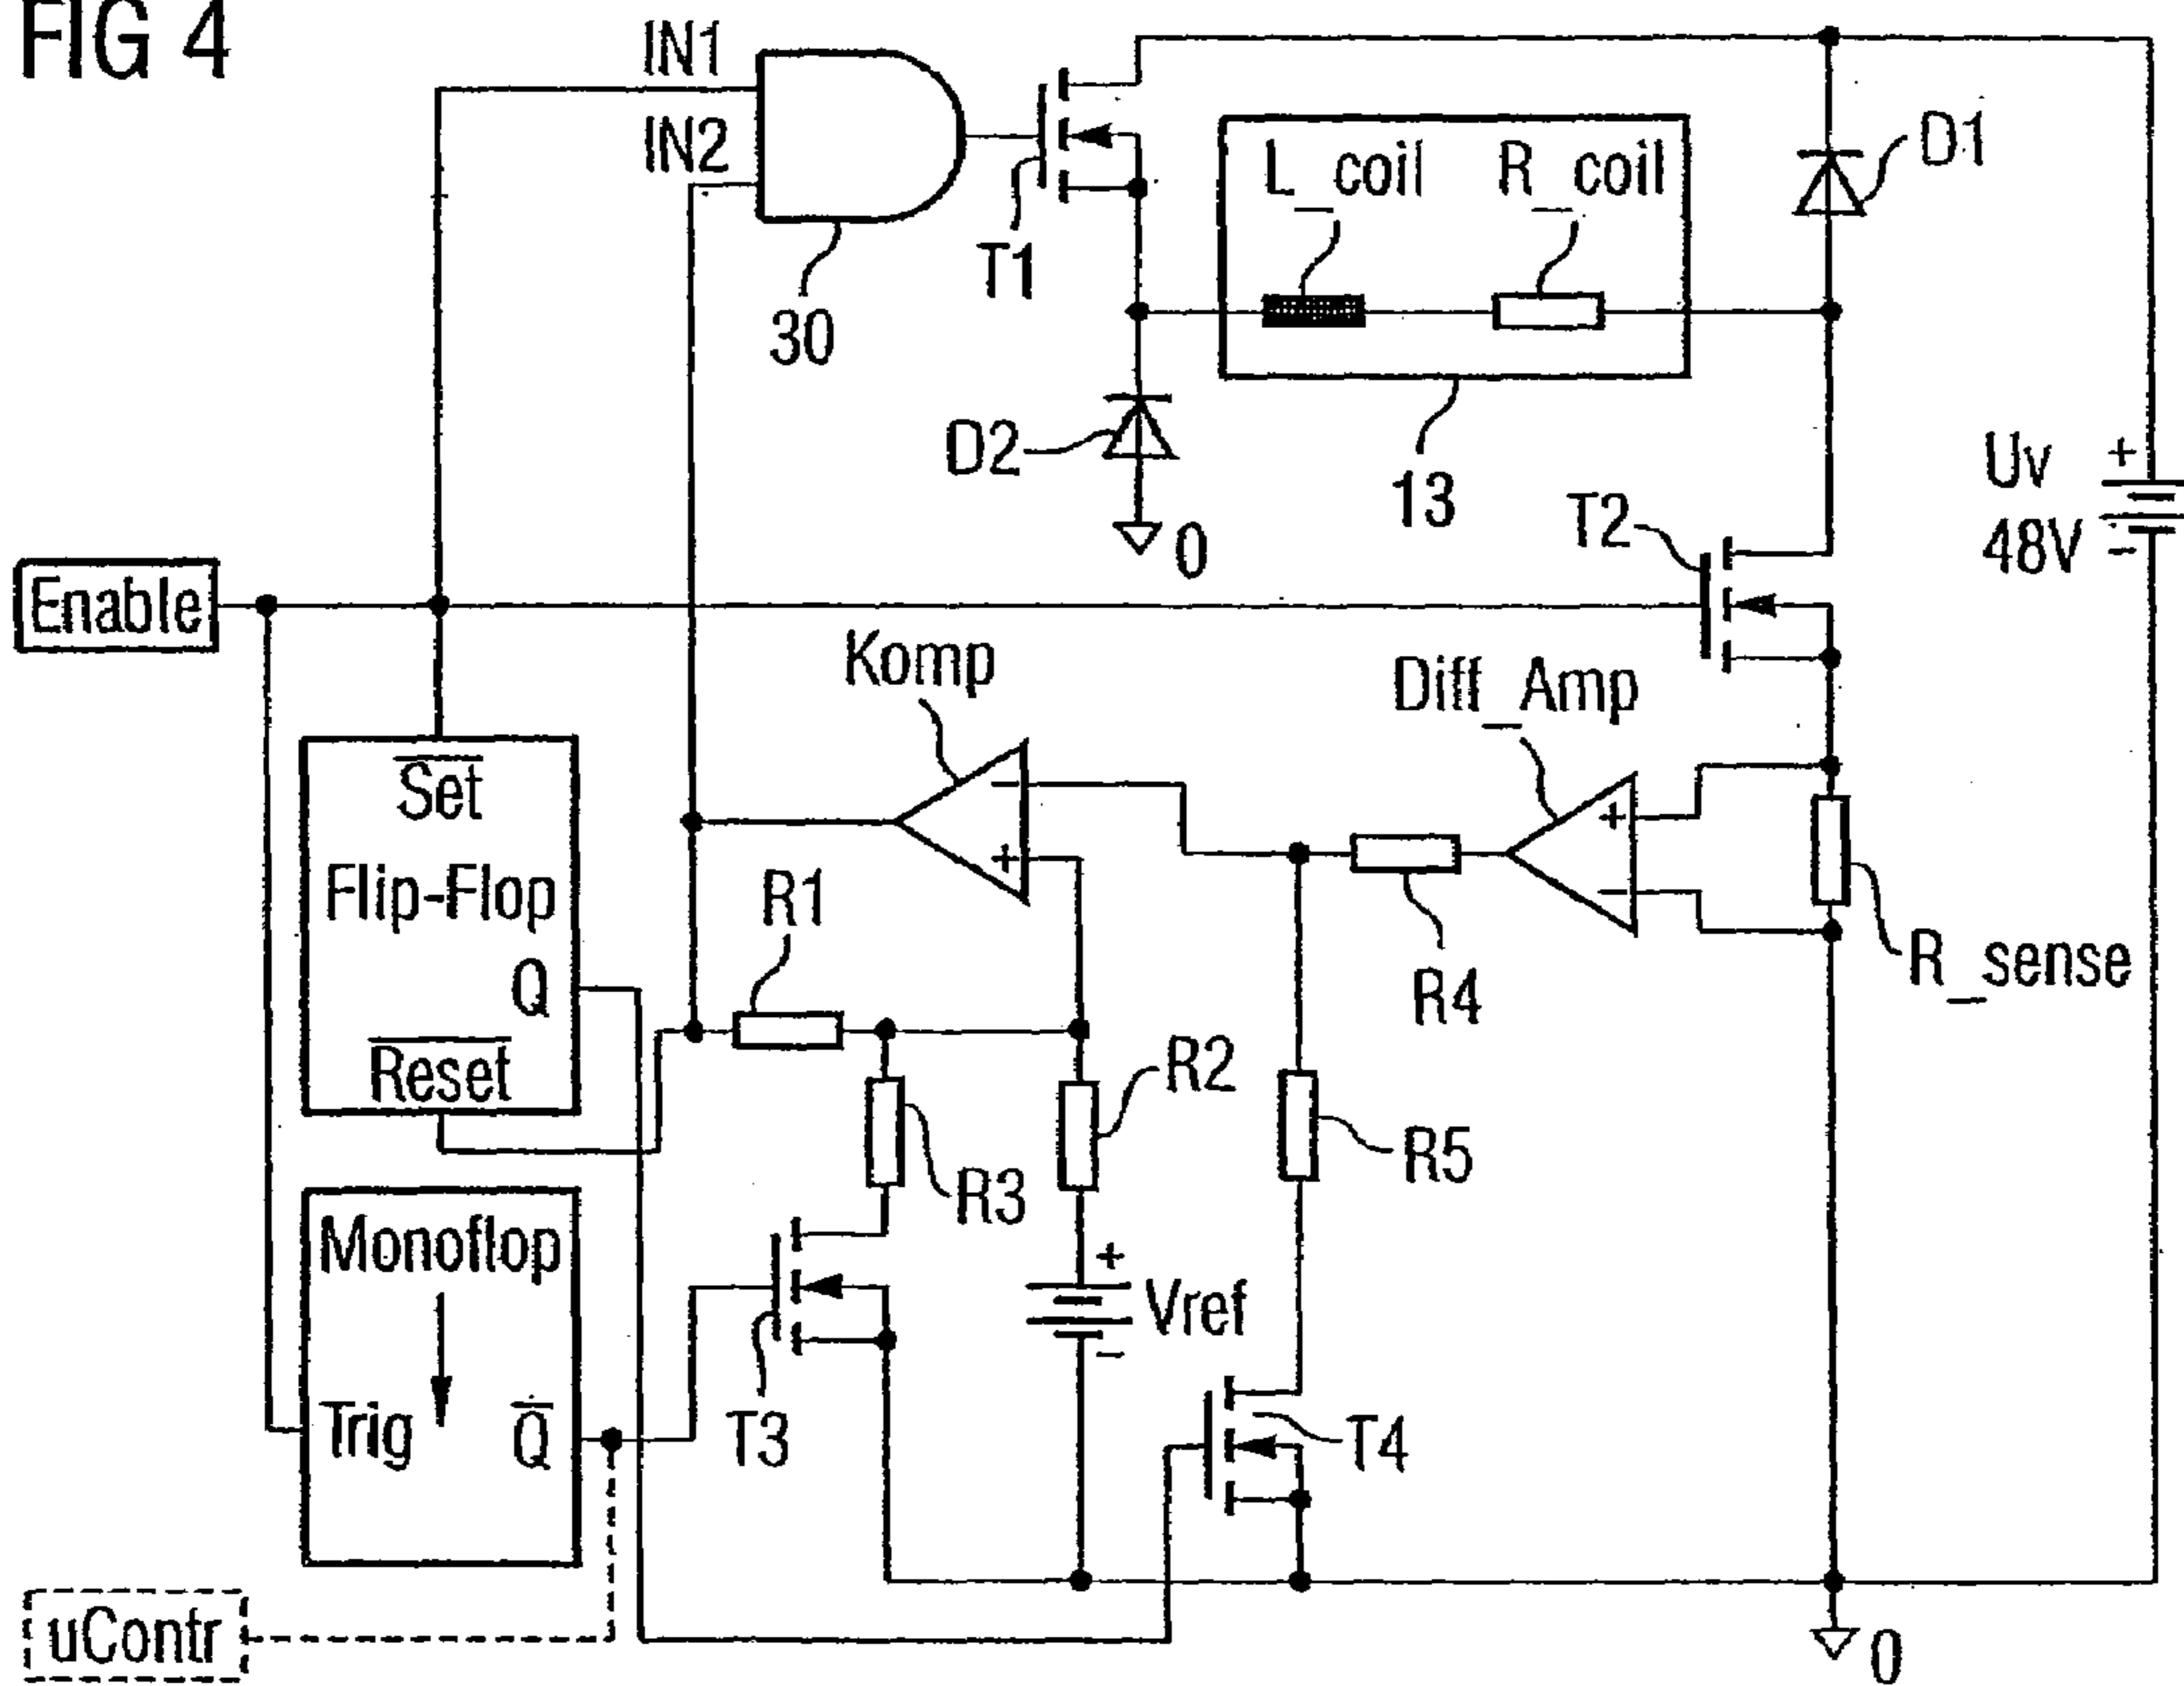 FIG 4
IN1
IN2
30
T1
L_coil
R_coil
D1
D2
13
0
Uv
48V
+
-
T2
Enable
Komp
Diff_Amp
-
+
+
-
Set
Flip-Flop
Q
Reset
R1
R4
R_sense
R2
R3
R5
Monoflop
Trig
Q
T3
+
Vref
-
T4
uContr
0